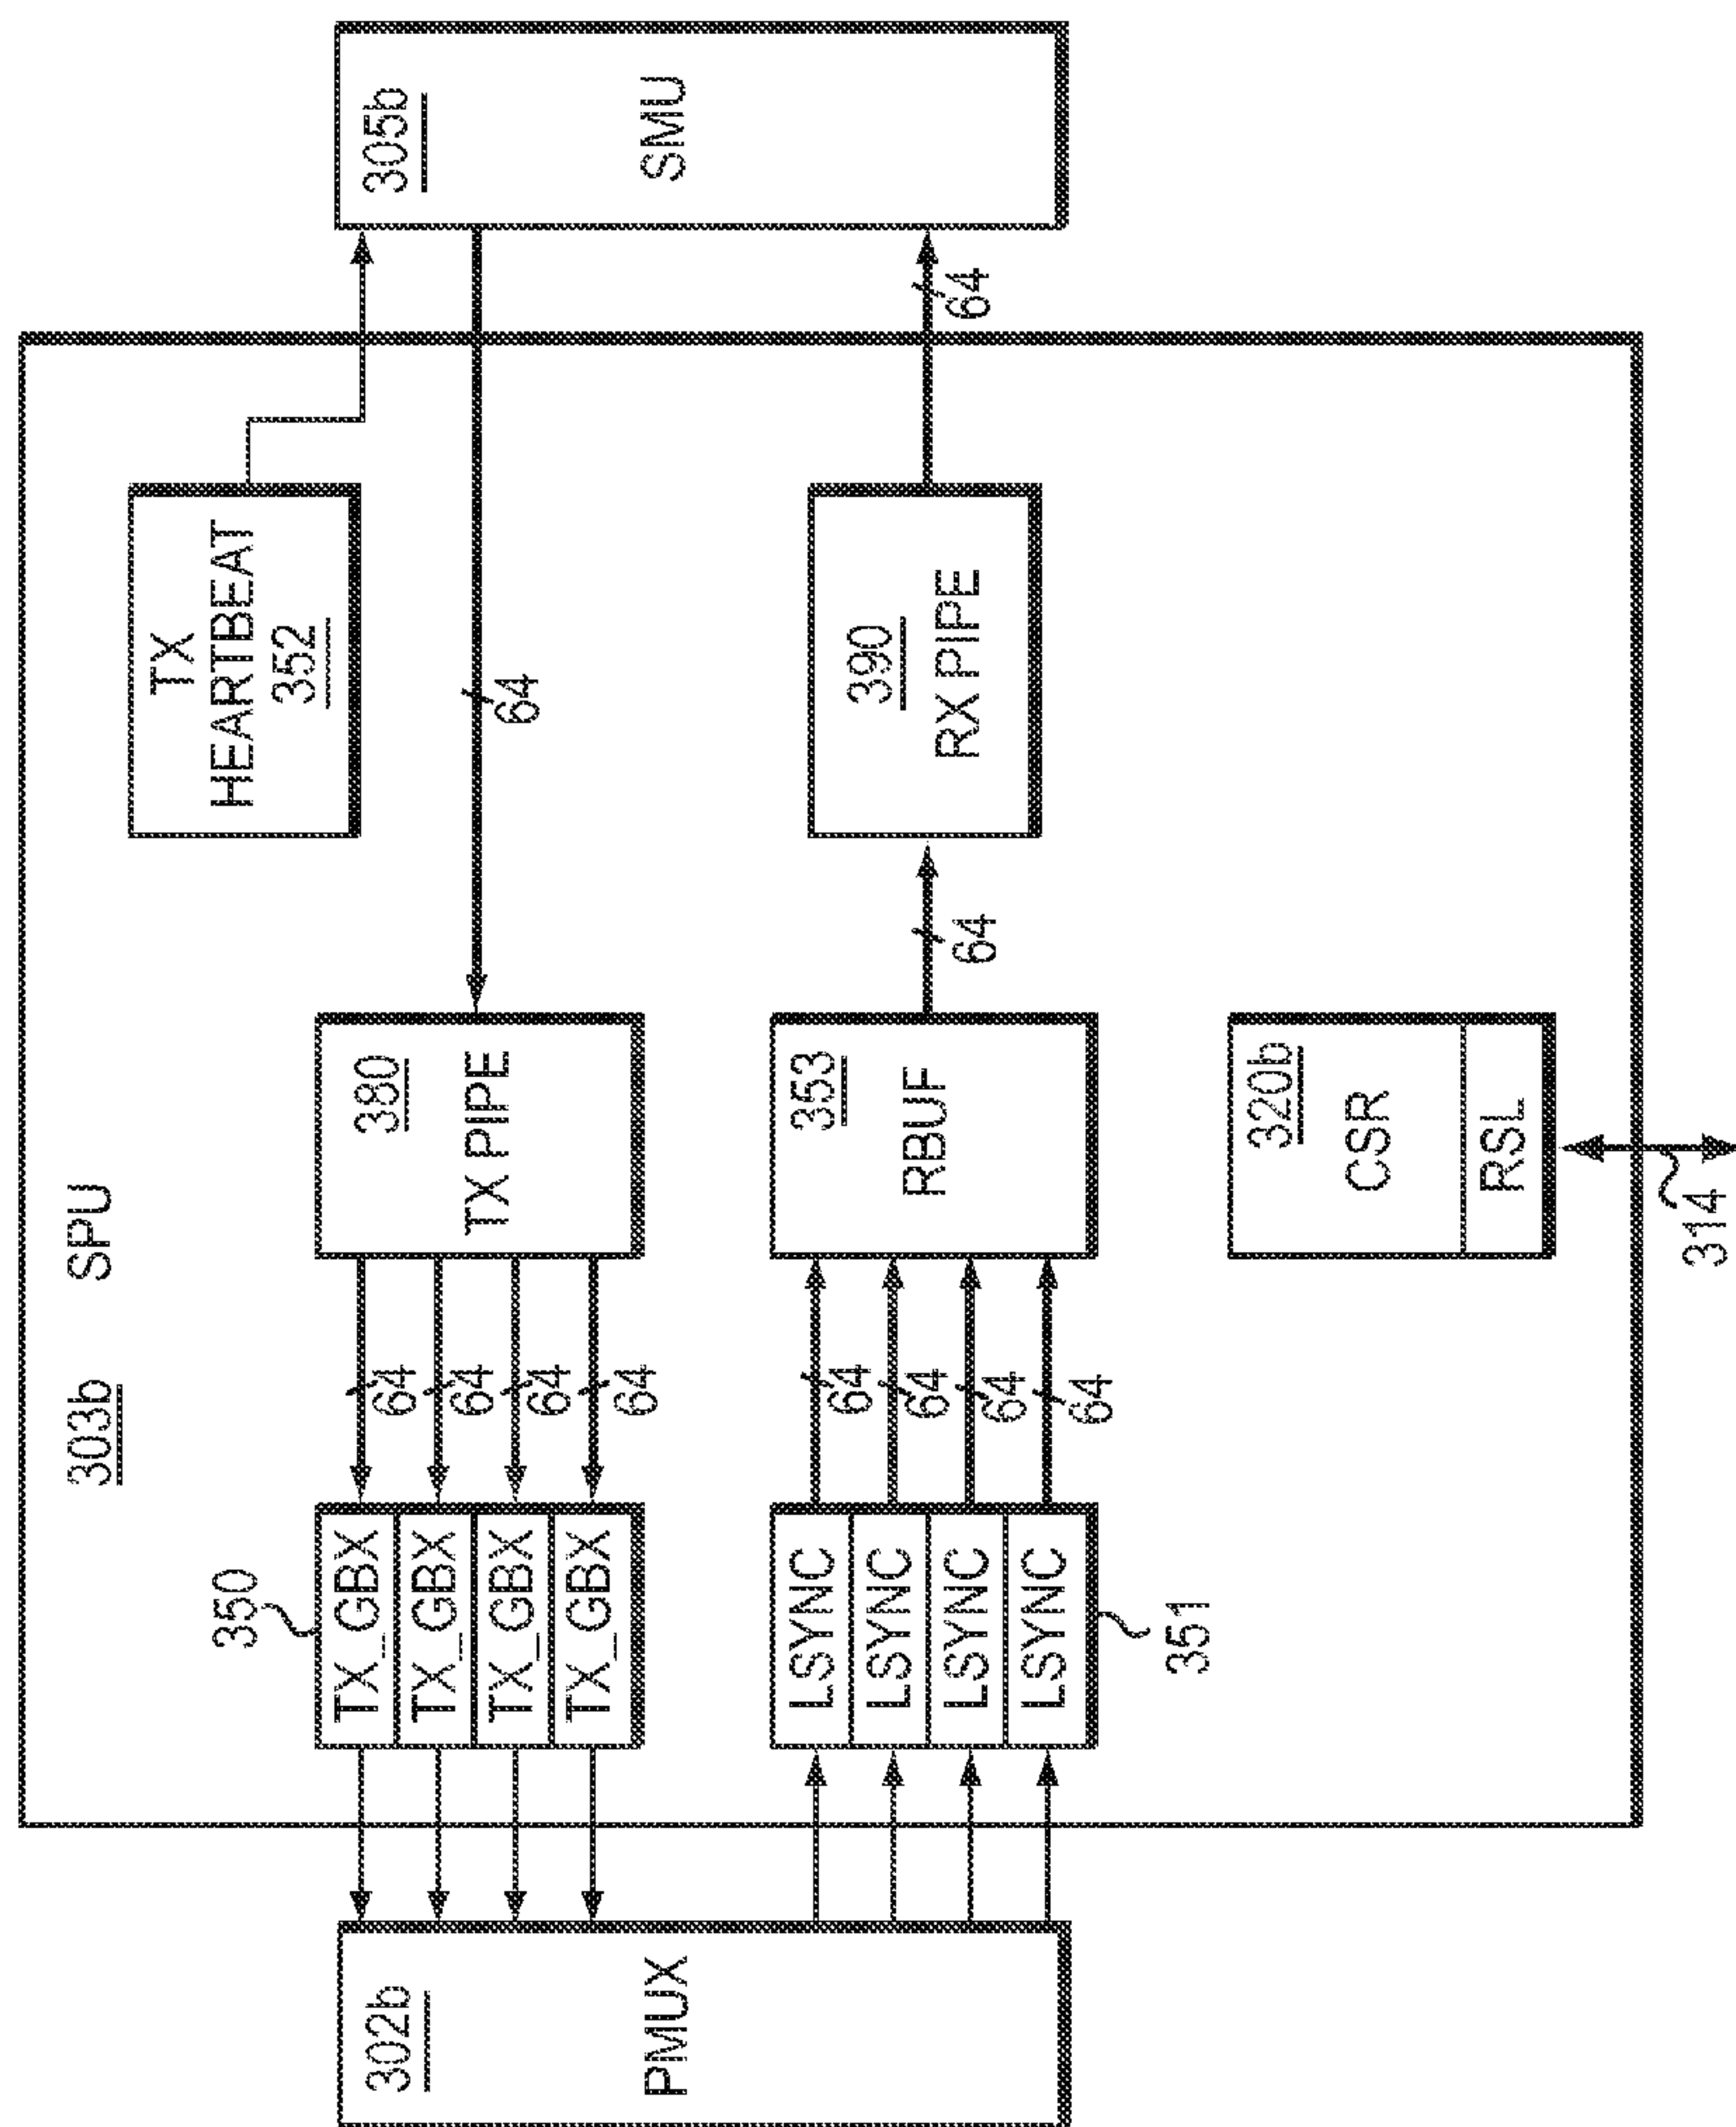 303b
SPU
302b
PMUX
350
TX_GBX
TX_GBX
TX_GBX
TX_GBX
64
64
64
64
380
TX PIPE
64
TX
HEARTBEAT
352
305b
SMU
LSYNC
LSYNC
LSYNC
LSYNC
351
64
64
64
64
353
RBUF
64
390
RX PIPE
64
320b
CSR
RSL
314